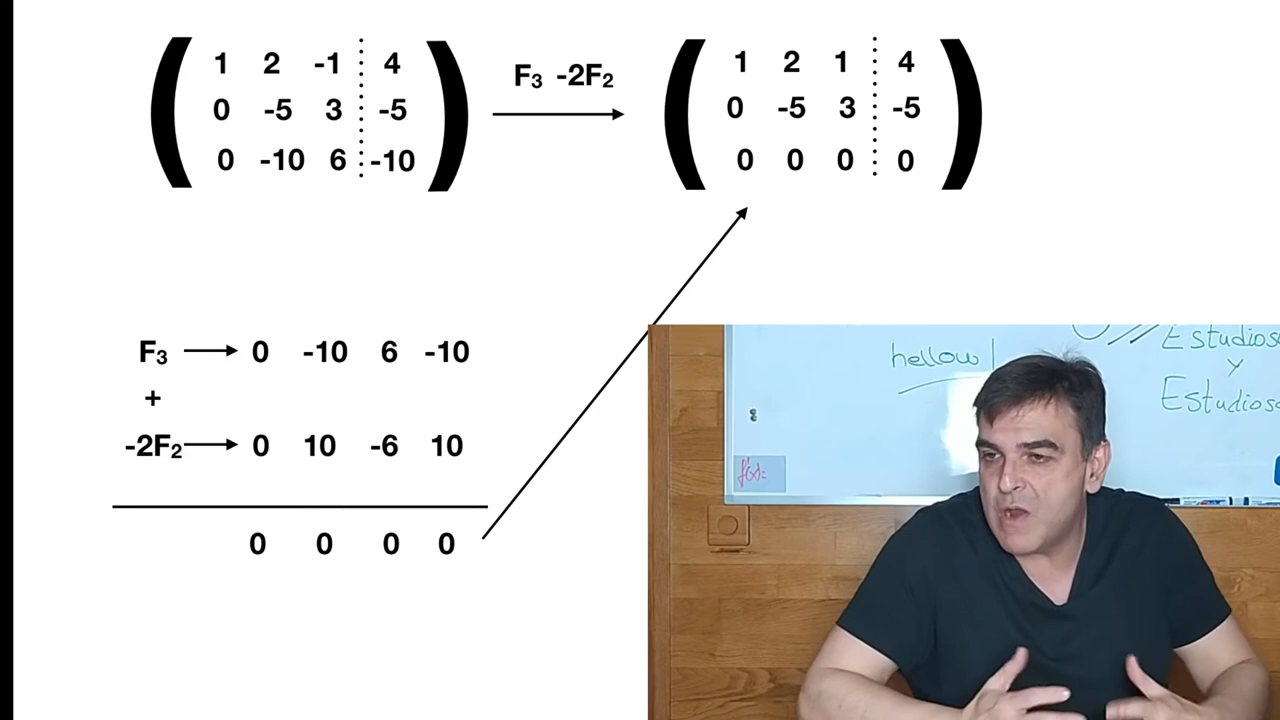 1 2 -1 4
0 -5 3 -5
0 -10 6 -10
F3 -2F2
1 2 1 4
0 -5 3 -5
0 0 0 0
F3 0 -10 6 -10
+
-2F2 0 10 -6 10
0 0 0 0
hellow!
Estudiosos
y
f'(x)=